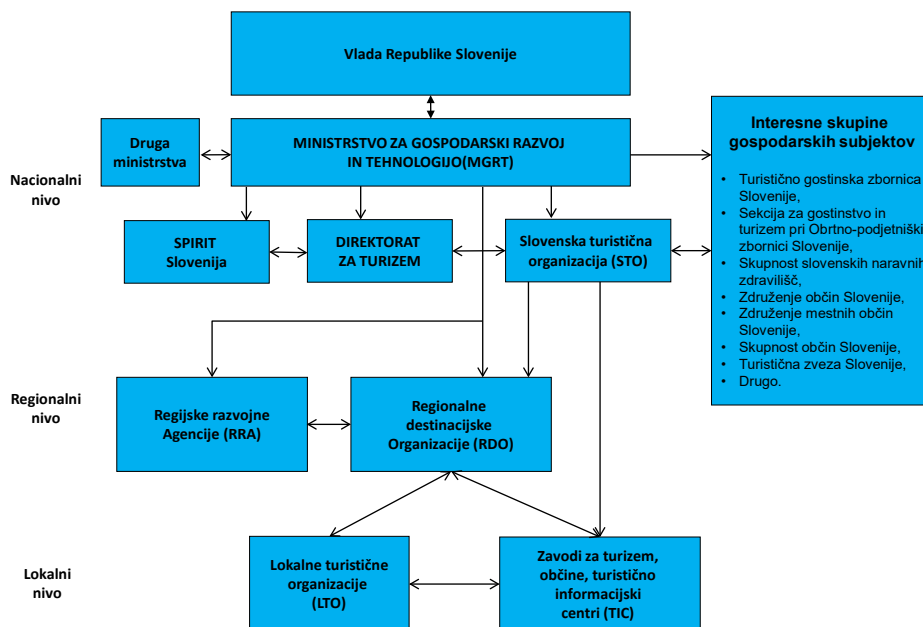 Vlada Republike Slovenije
Druga
ministrstva
MINISTRSTVO ZA GOSPODARSKI RAZVOJ
IN TEHNOLOGIJO(MGRT)
Interesne skupine
gospodarskih subjektov
• Turistično gostinska zbornica
Slovenije,
• Sekcija za gostinstvo in
turizem pri Obrtno-podjetniški
zbornici Slovenije,
• Skupnost slovenskih naravnih
zdravilišč,
• Združenje občin Slovenije,
• Združenje mestnih občin
Slovenije,
• Skupnost občin Slovenije,
• Turistična zveza Slovenije,
• Drugo.
Nacionalni
nivo
SPIRIT
Slovenija
DIREKTORAT
ZA TURIZEM
Slovenska turistična
organizacija (STO)
Regionalni
nivo
Regijske razvojne
Agencije (RRA)
Regionalne
destinacijske
Organizacije (RDO)
Lokalni
nivo
Lokalne turistične
organizacije
(LTO)
Zavodi za turizem,
občine, turistično
informacijski
centri (TIC)